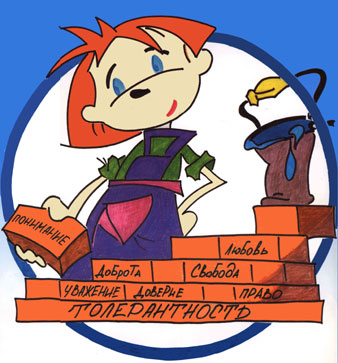 ПОНИМАНИЕ
ЛЮБОВЬ
ДОБРОТА СВОБОДА
УВАЖЕНИЕ ДОВЕРИЕ ПРАВО
ТОЛЕРАНТНОСТЬ